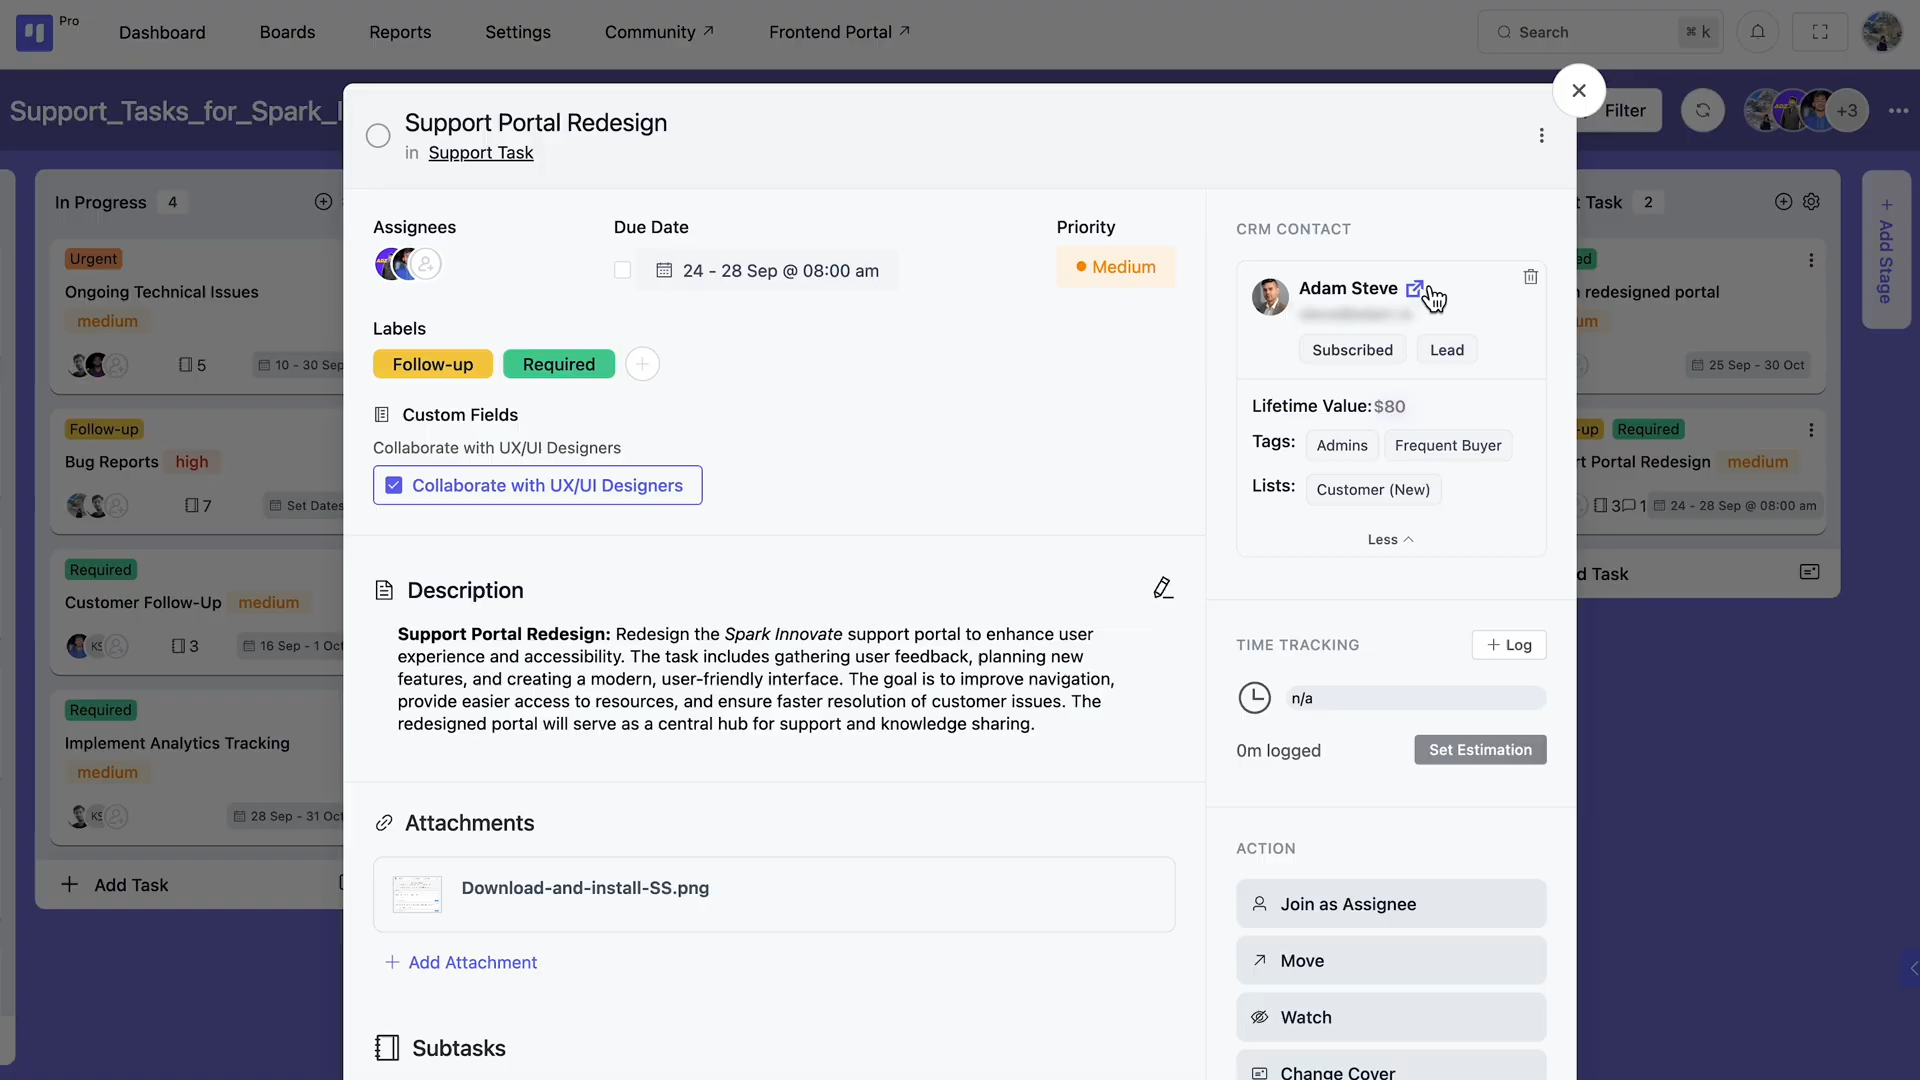 Pro
Dashboard
Boards
Reports
Settings
Community
Frontend Portal
Search
⌘ k
Support_Tasks_for_Spark_I
Filter
+3
Support Portal Redesign
in Support Task
In Progress 4
Urgent
Ongoing Technical Issues
medium
5
10 - 30 Sep
Follow-up
Bug Reports high
7
Set Dates
Required
Customer Follow-Up medium
KS
3
16 Sep - 1 Oct
Required
Implement Analytics Tracking
medium
KS
28 Sep - 31 Oct
+ Add Task
Assignees
Due Date
24 - 28 Sep @ 08:00 am
Priority
Medium
Labels
Follow-up
Required
Custom Fields
Collaborate with UX/UI Designers
Collaborate with UX/UI Designers
Description
Support Portal Redesign: Redesign the Spark Innovate support portal to enhance user
experience and accessibility. The task includes gathering user feedback, planning new
features, and creating a modern, user-friendly interface. The goal is to improve navigation,
provide easier access to resources, and ensure faster resolution of customer issues. The
redesigned portal will serve as a central hub for support and knowledge sharing.
Attachments
Download-and-install-SS.png
+ Add Attachment
Subtasks
CRM CONTACT
Adam Steve
Subscribed
Lead
Lifetime Value: $80
Tags: Admins Frequent Buyer
Lists: Customer (New)
Less
TIME TRACKING
+ Log
n/a
0m logged
Set Estimation
ACTION
Join as Assignee
Move
Watch
Change Cover
t Task 2
ed
n redesigned portal
um
25 Sep - 30 Oct
-up Required
rt Portal Redesign medium
3 1 24 - 28 Sep @ 08:00 am
d Task
+ Add Stage